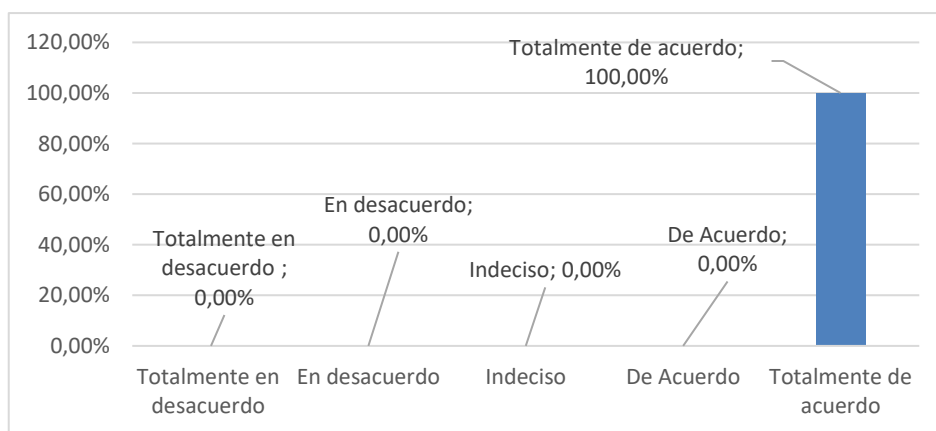 120,00%
100,00%
80,00%
60,00%
40,00%
20,00%
0,00%
Totalmente de acuerdo;
100,00%
En desacuerdo;
0,00%
Totalmente en
desacuerdo ;
0,00%
Indeciso; 0,00%
De Acuerdo;
0,00%
Totalmente en
desacuerdo
En desacuerdo
Indeciso
De Acuerdo
Totalmente de
acuerdo